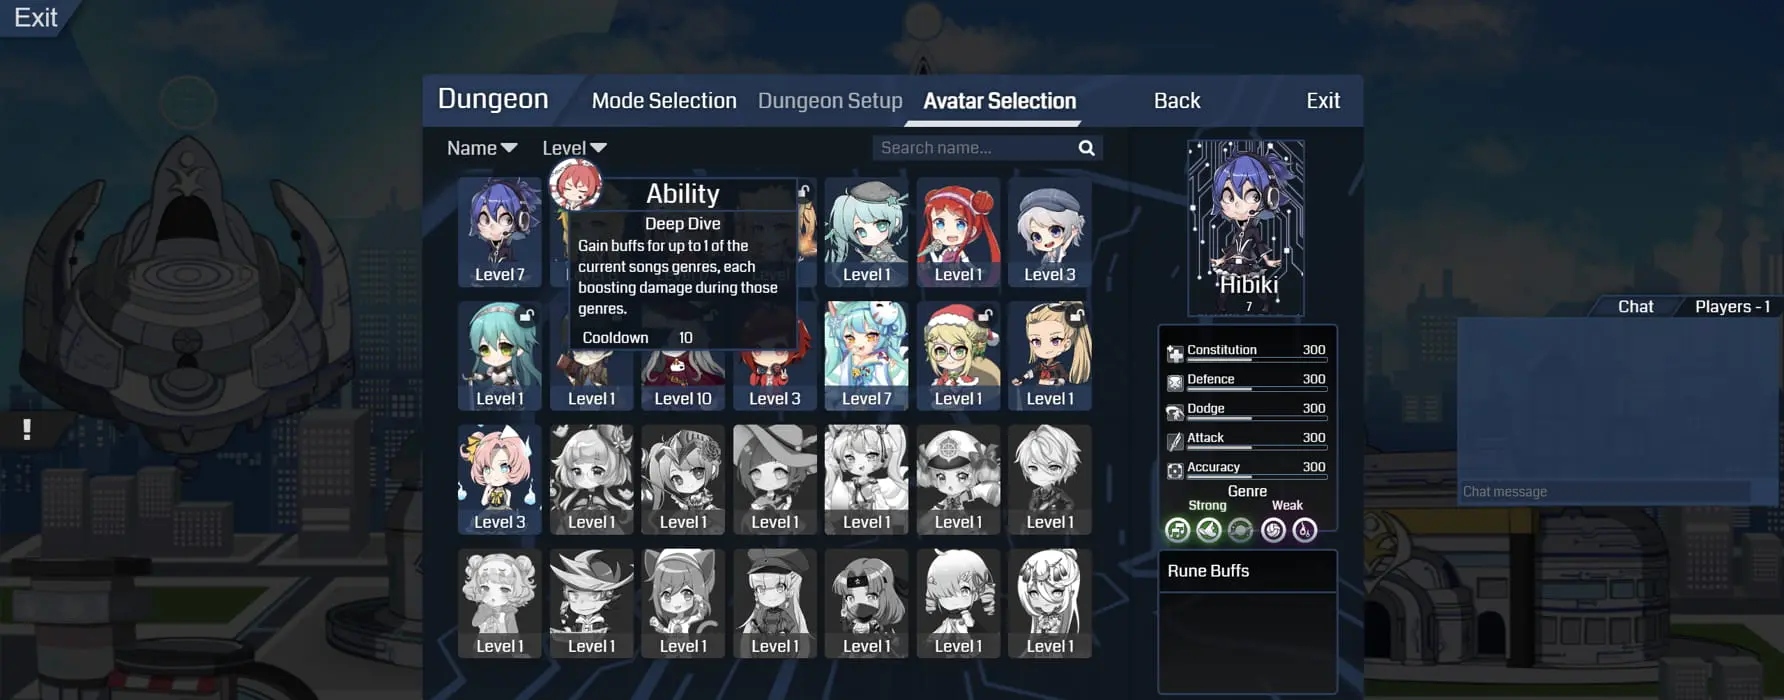 Exit
Dungeon
Mode Selection
Dungeon Setup
Avatar Selection
Back
Exit
Name
Level
Search name...
Ability
Deep Dive
Gain buffs for up to 1 of the
current songs genres, each
boosting damage during those
genres.
Cooldown 10
Level 7
Level 1
Level 1
Level 3
Level 1
Level 1
Level 10
Level 3
Level 7
Level 1
Level 1
Level 3
Level 1
Level 1
Level 1
Level 1
Level 1
Level 1
Level 1
Level 1
Level 1
Level 1
Level 1
Level 1
Level 1
Hibiki
7
Constitution 300
Defence 300
Dodge 300
Attack 300
Accuracy 300
Genre
Strong Weak
Rune Buffs
!
Chat
Players - 1
Chat message